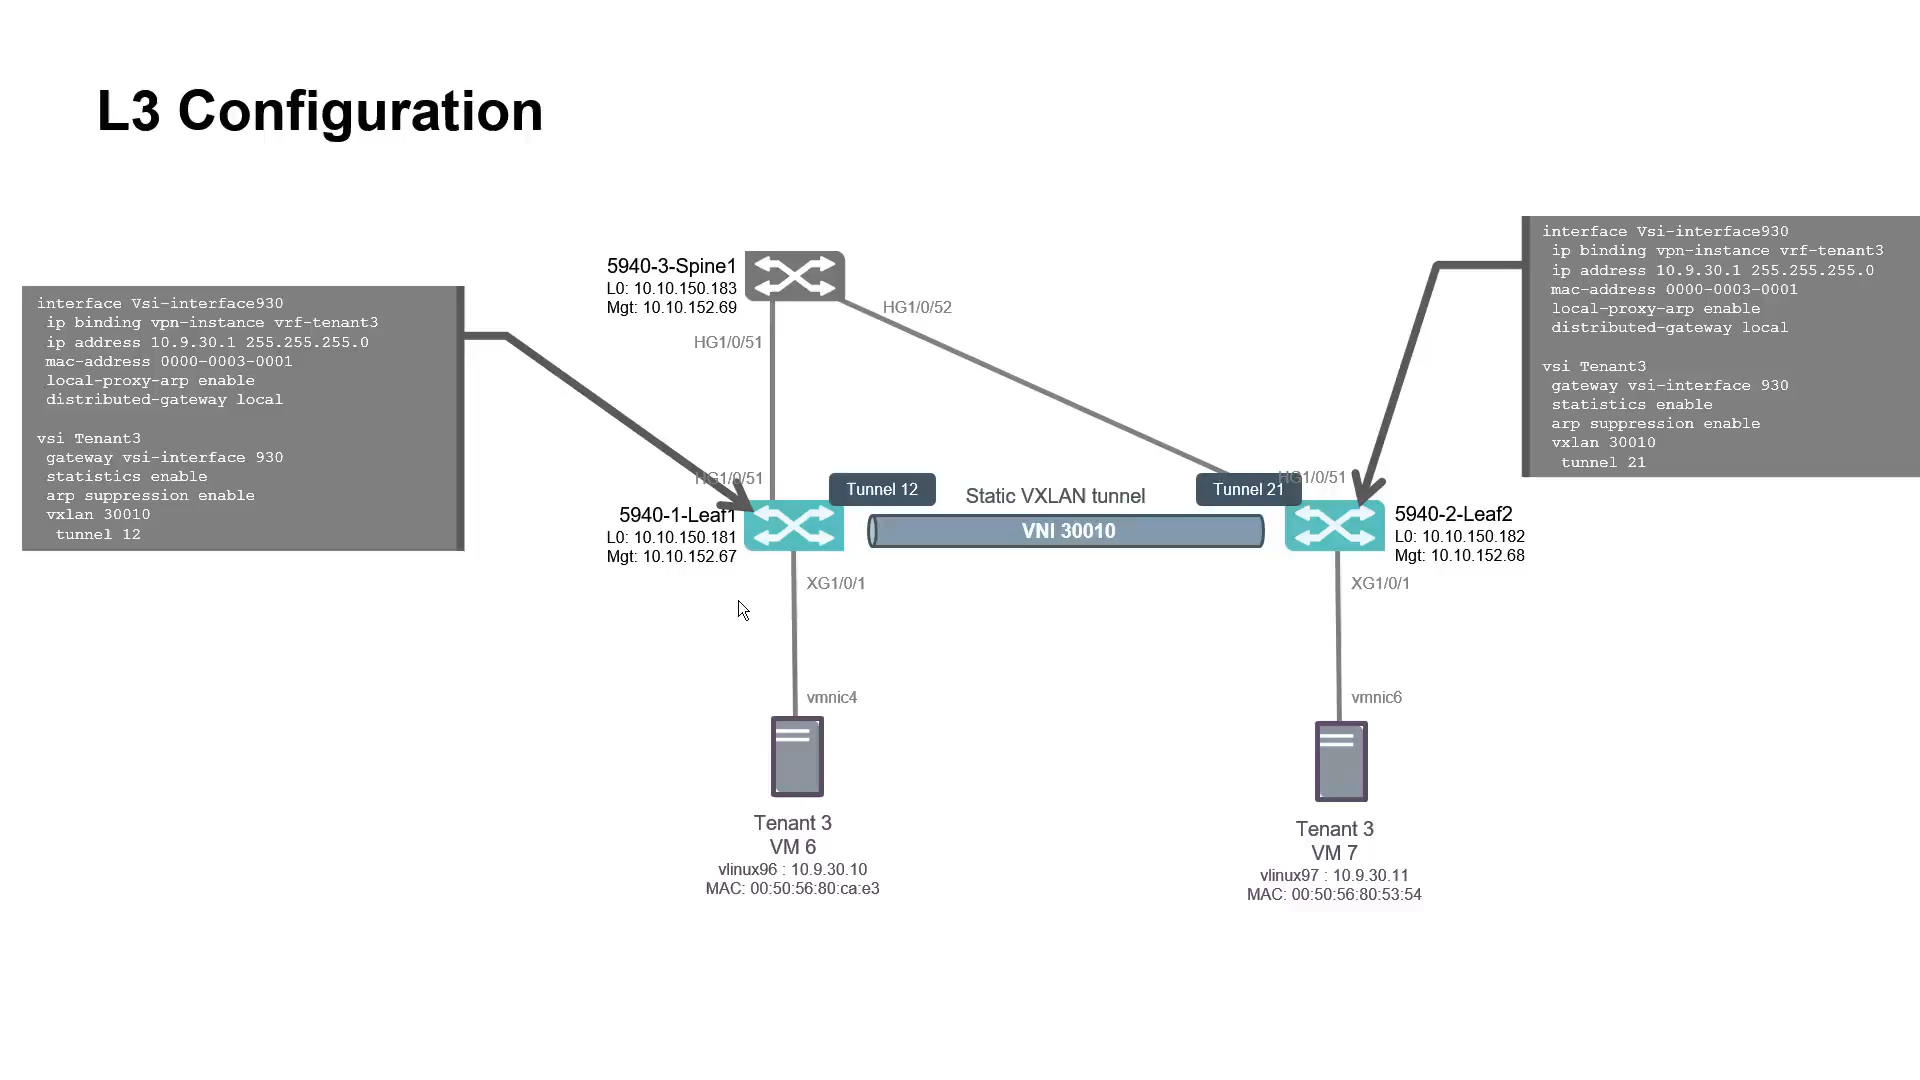 L3 Configuration
interface Vsi-interface930
ip binding vpn-instance vrf-tenant3
ip address 10.9.30.1 255.255.255.0
mac-address 0000-0003-0001
local-proxy-arp enable
distributed-gateway local
vsi Tenant3
gateway vsi-interface 930
statistics enable
arp suppression enable
vxlan 30010
tunnel 12
5940-3-Spine1
L0: 10.10.150.183
Mgt: 10.10.152.69
HG1/0/52
HG1/0/51
interface Vsi-interface930
ip binding vpn-instance vrf-tenant3
ip address 10.9.30.1 255.255.255.0
mac-address 0000-0003-0001
local-proxy-arp enable
distributed-gateway local
vsi Tenant3
gateway vsi-interface 930
statistics enable
arp suppression enable
vxlan 30010
tunnel 21
HG1/0/51
Tunnel 12
Static VXLAN tunnel
Tunnel 21
HG1/0/51
5940-1-Leaf1
L0: 10.10.150.181
Mgt: 10.10.152.67
VNI 30010
5940-2-Leaf2
L0: 10.10.150.182
Mgt: 10.10.152.68
XG1/0/1
XG1/0/1
vmnic4
vmnic6
Tenant 3
VM 6
vlinux96 : 10.9.30.10
MAC: 00:50:56:80:ca:e3
Tenant 3
VM 7
vlinux97 : 10.9.30.11
MAC: 00:50:56:80:53:54